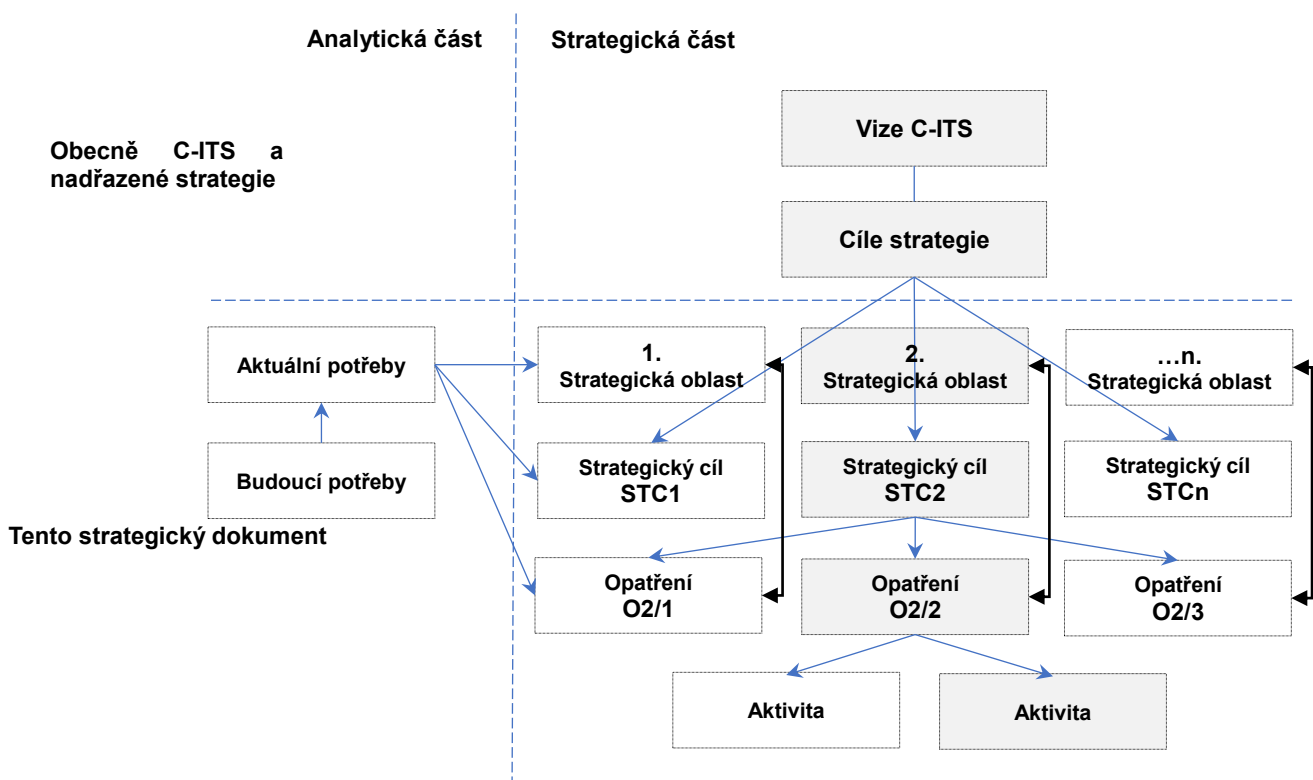 Analytická část
Strategická část
Vize C-ITS
Obecně C-ITS a
nadřazené strategie
Cíle strategie
Aktuální potřeby
1.
Strategická oblast
2.
Strategická oblast
...n.
Strategická oblast
Budoucí potřeby
Strategický cíl
STC1
Strategický cíl
STC2
Strategický cíl
STCn
Tento strategický dokument
Opatření
O2/1
Opatření
O2/2
Opatření
O2/3
Aktivita
Aktivita